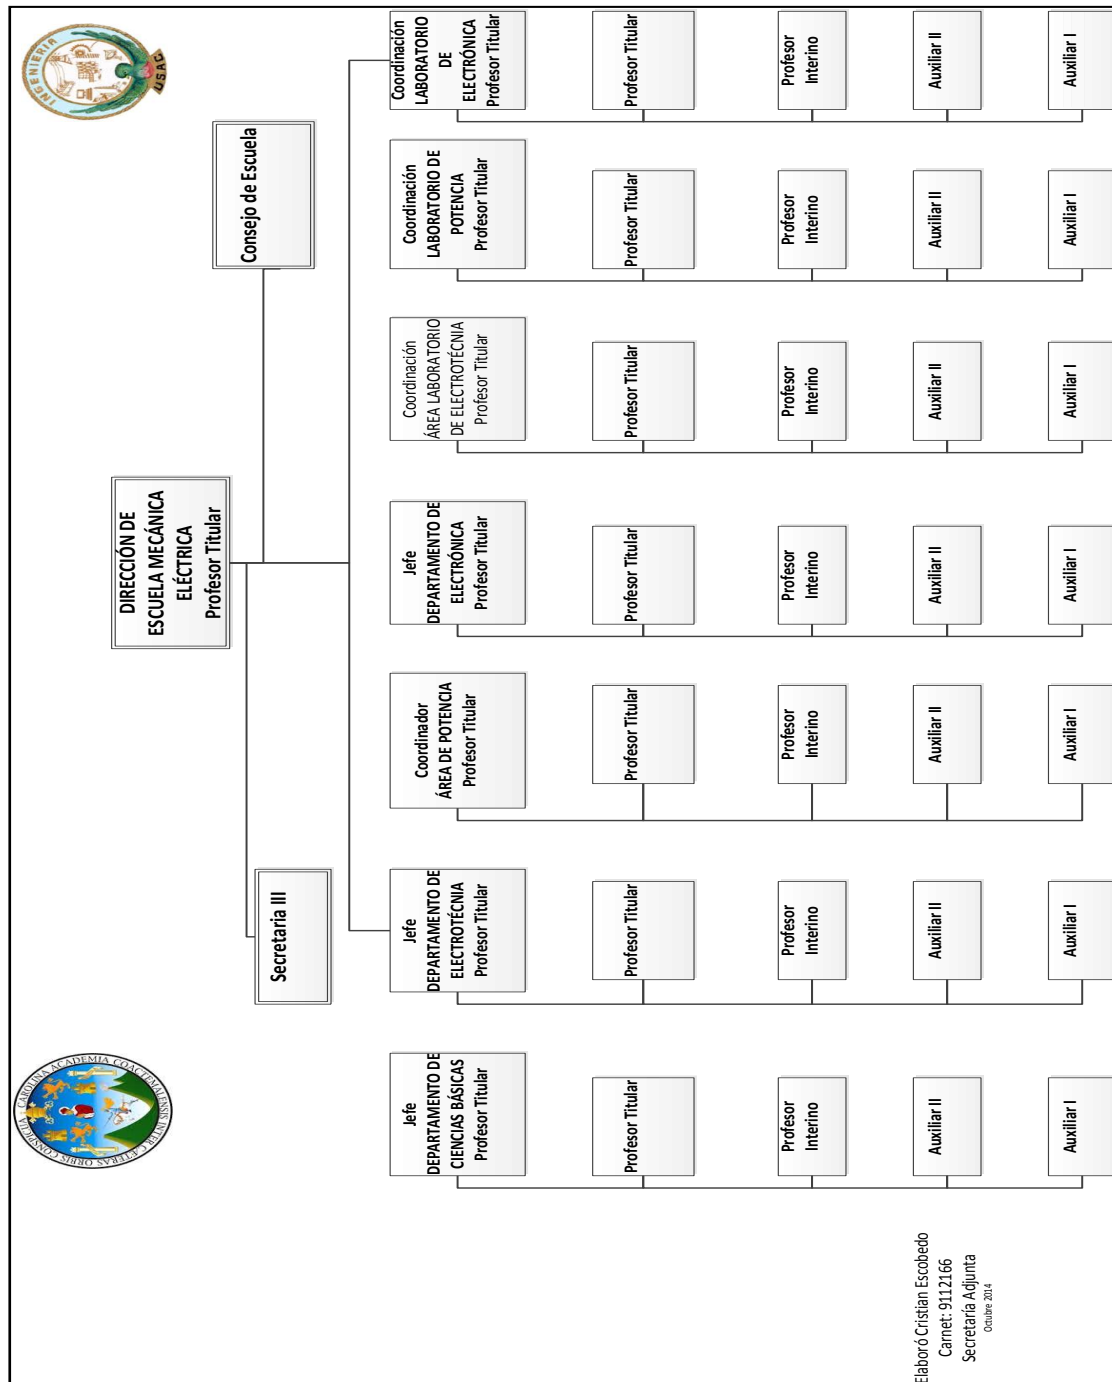 CAROLINA ACADEMIA COACTEMALENSIS INTER CÆTERAS ORBIS CONSPICUA
INGENIERIA
USAC
DIRECCIÓN DE
ESCUELA MECÁNICA
ELÉCTRICA
Profesor Titular
Secretaria III
Consejo de Escuela
Jefe
DEPARTAMENTO DE
CIENCIAS BÁSICAS
Profesor Titular
Jefe
DEPARTAMENTO DE
ELECTROTÉCNIA
Profesor Titular
Coordinador
ÁREA DE POTENCIA
Profesor Titular
Jefe
DEPARTAMENTO DE
ELECTRÓNICA
Profesor Titular
Coordinación
ÁREA LABORATORIO
DE ELECTROTÉCNIA
Profesor Titular
Coordinación
LABORATORIO DE
POTENCIA
Profesor Titular
Coordinación
LABORATORIO
DE
ELECTRÓNICA
Profesor Titular
Profesor Titular
Profesor Titular
Profesor Titular
Profesor Titular
Profesor Titular
Profesor Titular
Profesor Titular
Profesor
Interino
Profesor
Interino
Profesor
Interino
Profesor
Interino
Profesor
Interino
Profesor
Interino
Profesor
Interino
Auxiliar II
Auxiliar II
Auxiliar II
Auxiliar II
Auxiliar II
Auxiliar II
Auxiliar II
Auxiliar I
Auxiliar I
Auxiliar I
Auxiliar I
Auxiliar I
Auxiliar I
Auxiliar I
Elaboró Cristian Escobedo
Carnet: 9112166
Secretaría Adjunta
Octubre 2014